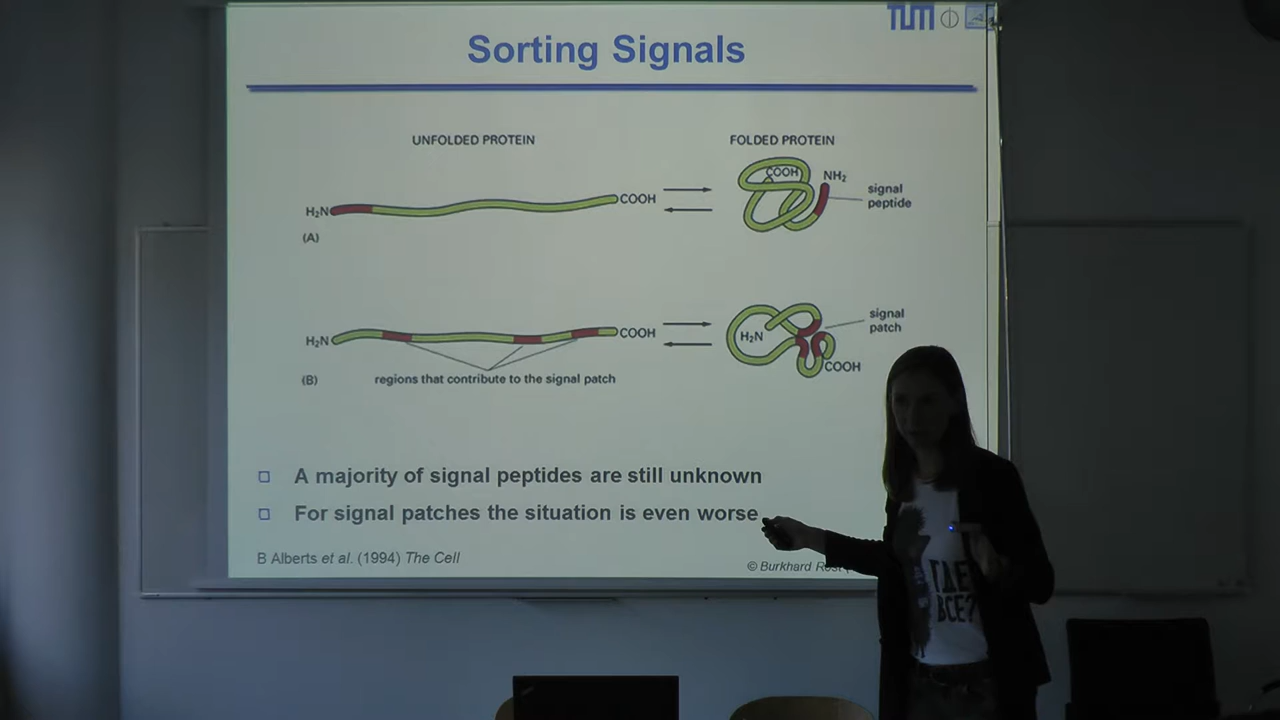 TUM
Sorting Signals
UNFOLDED PROTEIN
FOLDED PROTEIN
H₂N
COOH
COOH
NH₂
signal
peptide
(A)
H₂N
COOH
H₂N
signal
patch
COOH
(B)
regions that contribute to the signal patch
A majority of signal peptides are still unknown
For signal patches the situation is even worse
B Alberts et al. (1994) The Cell
© Burkhard Rost
ГДЕ
ВСЕ?